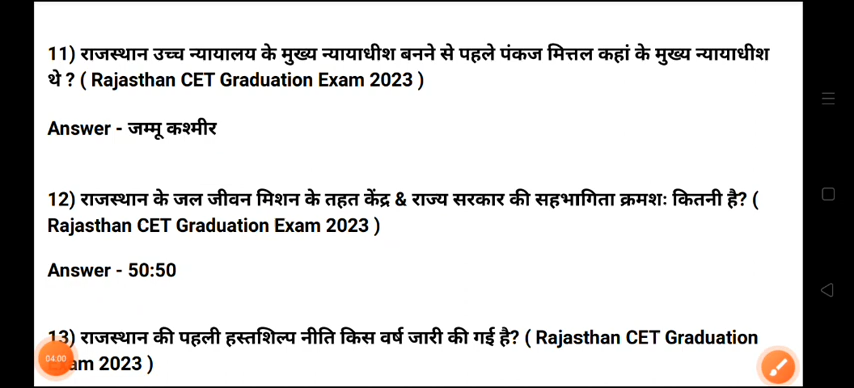 11) राजस्थान उच्च न्यायालय के मुख्य न्यायाधीश बनने से पहले पंकज मित्तल कहां के मुख्य न्यायाधीश
थे ? ( Rajasthan CET Graduation Exam 2023 )
Answer - जम्मू कश्मीर
12) राजस्थान के जल जीवन मिशन के तहत केंद्र & राज्य सरकार की सहभागिता क्रमशः कितनी है? (
Rajasthan CET Graduation Exam 2023 )
Answer - 50:50
13) राजस्थान की पहली हस्तशिल्प नीति किस वर्ष जारी की गई है? ( Rajasthan CET Graduation
04:00 am 2023 )